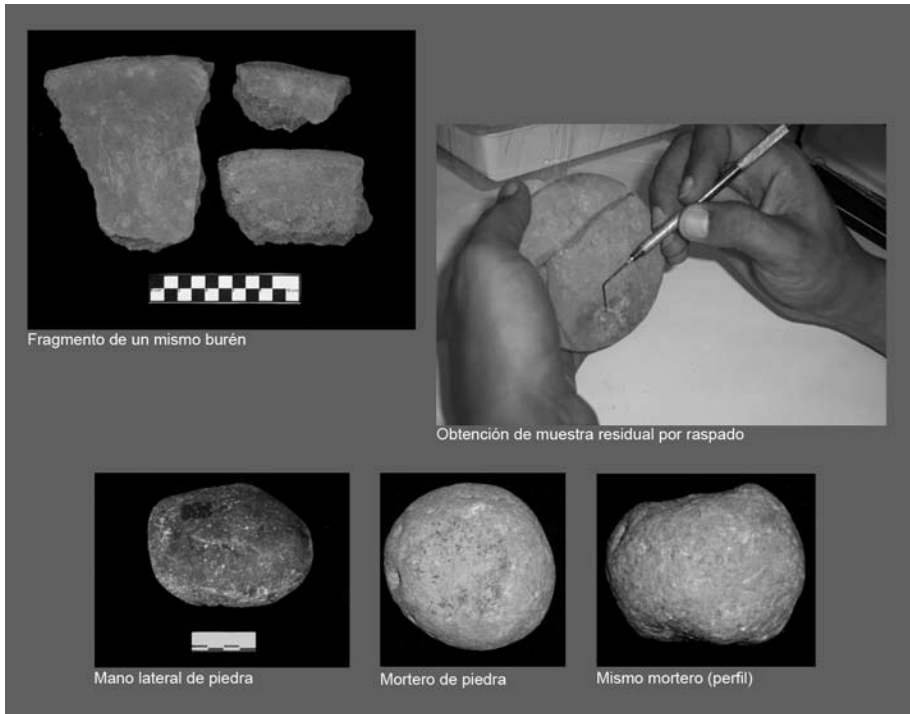 Fragmento de un mismo burén
Obtención de muestra residual por raspado
Mano lateral de piedra
Mortero de piedra
Mismo mortero (perfil)